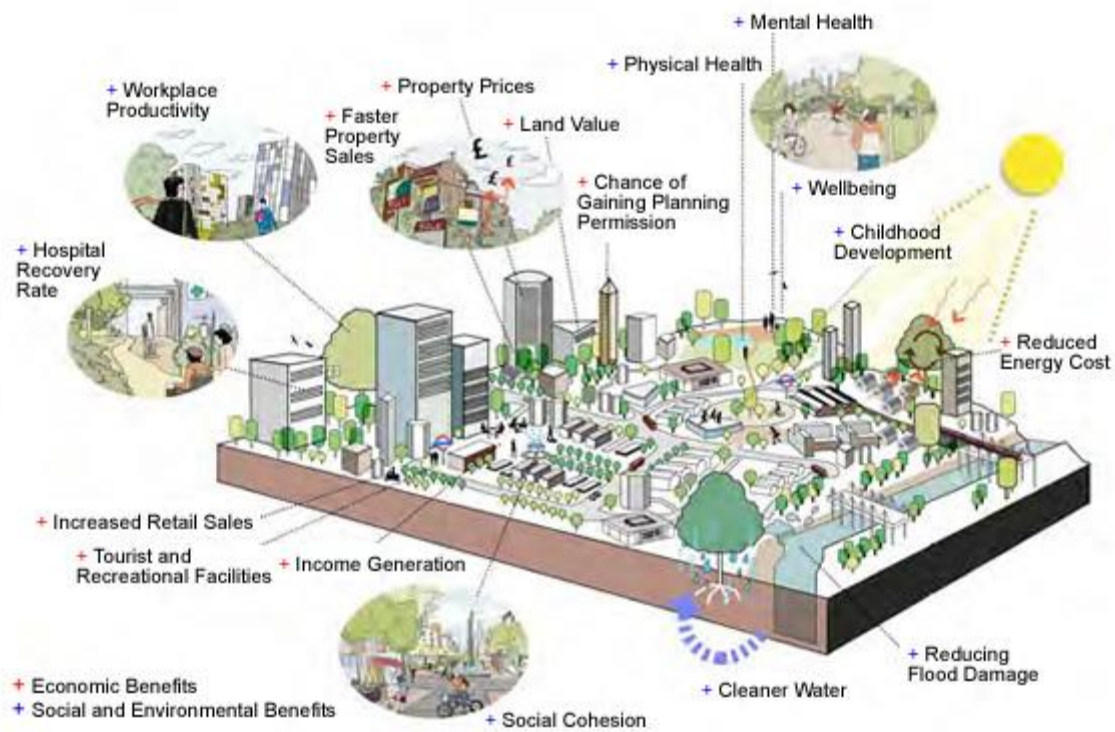 + Mental Health
+ Physical Health
+ Workplace
Productivity
+ Property Prices
+ Faster
Property
Sales
+ Land Value
£
£
£
£
+ Chance of
Gaining Planning
Permission
+ Wellbeing
+ Childhood
Development
+ Hospital
Recovery
Rate
+ Reduced
Energy Cost
+ Increased Retail Sales
+ Tourist and
Recreational Facilities
+ Income Generation
+ Reducing
Flood Damage
+ Cleaner Water
+ Social Cohesion
+ Economic Benefits
+ Social and Environmental Benefits